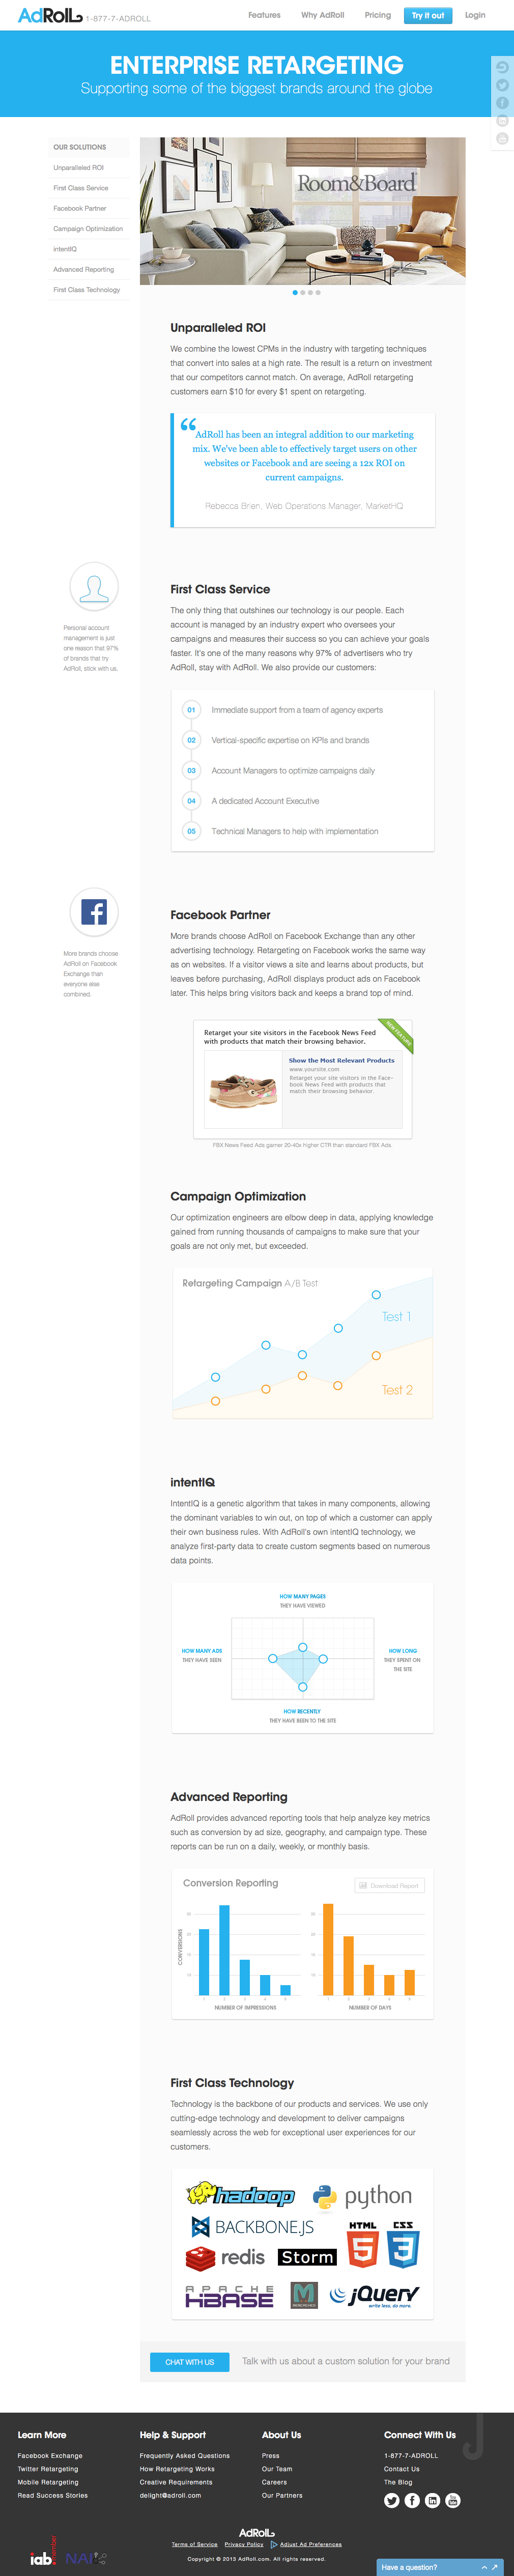 AdRoll 1-877-7-ADROLL
Features Why AdRoll Pricing Try it out Login
ENTERPRISE RETARGETING
Supporting some of the biggest brands around the globe
OUR SOLUTIONS
Unparalleled ROI
First Class Service
Facebook Partner
Campaign Optimization
intentIQ
Advanced Reporting
First Class Technology
Room&Board
Unparalleled ROI
We combine the lowest CPMs in the industry with targeting techniques
that convert into sales at a high rate. The result is a return on investment
that our competitors cannot match. On average, AdRoll retargeting
customers earn $10 for every $1 spent on retargeting.
“AdRoll has been an integral addition to our marketing
mix. We've been able to effectively target users on other
websites or Facebook and are seeing a 12x ROI on
current campaigns.
Rebecca Brien, Web Operations Manager, MarketHQ
Personal account
management is just
one reason that 97%
of brands that try
AdRoll, stick with us.
First Class Service
The only thing that outshines our technology is our people. Each
account is managed by an industry expert who oversees your
campaigns and measures their success so you can achieve your goals
faster. It's one of the many reasons why 97% of advertisers who try
AdRoll, stay with AdRoll. We also provide our customers:
01 Immediate support from a team of agency experts
02 Vertical-specific expertise on KPIs and brands
03 Account Managers to optimize campaigns daily
04 A dedicated Account Executive
05 Technical Managers to help with implementation
More brands choose
AdRoll on Facebook
Exchange than
everyone else
combined.
Facebook Partner
More brands choose AdRoll on Facebook Exchange than any other
advertising technology. Retargeting on Facebook works the same way
as on websites. If a visitor views a site and learns about products, but
leaves before purchasing, AdRoll displays product ads on Facebook
later. This helps bring visitors back and keeps a brand top of mind.
NEW FEATURE
Retarget your site visitors in the Facebook News Feed
with products that match their browsing behavior.
Show the Most Relevant Products
www.yoursite.com
Retarget your site visitors in the Face-
book News Feed with products that
match their browsing behavior.
FBX News Feed Ads garner 20-40x higher CTR than standard FBX Ads.
Campaign Optimization
Our optimization engineers are elbow deep in data, applying knowledge
gained from running thousands of campaigns to make sure that your
goals are not only met, but exceeded.
Retargeting Campaign A/B Test
Test 1
Test 2
intentIQ
IntentIQ is a genetic algorithm that takes in many components, allowing
the dominant variables to win out, on top of which a customer can apply
their own business rules. With AdRoll's own intentIQ technology, we
analyze first-party data to create custom segments based on numerous
data points.
HOW MANY PAGES
THEY HAVE VIEWED
HOW MANY ADS
THEY HAVE SEEN
HOW LONG
THEY SPENT ON
THE SITE
HOW RECENTLY
THEY HAVE BEEN TO THE SITE
Advanced Reporting
AdRoll provides advanced reporting tools that help analyze key metrics
such as conversion by ad size, geography, and campaign type. These
reports can be run on a daily, weekly, or monthly basis.
Conversion Reporting
Download Report
CONVERSIONS
NUMBER OF IMPRESSIONS
NUMBER OF DAYS
First Class Technology
Technology is the backbone of our products and services. We use only
cutting-edge technology and development to deliver campaigns
seamlessly across the web for exceptional user experiences for our
customers.
hadoop
python
BACKBONE.JS
HTML 5
CSS 3
redis
Storm
APACHE
HBASE
jQuery
write less, do more.
CHAT WITH US
Talk with us about a custom solution for your brand
Learn More
Facebook Exchange
Twitter Retargeting
Mobile Retargeting
Read Success Stories
Help & Support
Frequently Asked Questions
How Retargeting Works
Creative Requirements
delight@adroll.com
About Us
Press
Our Team
Careers
Our Partners
Connect With Us
1-877-7-ADROLL
Contact Us
The Blog
iab. member
NAI
AdRoll
Terms of Service Privacy Policy Adjust Ad Preferences
Copyright © 2013 AdRoll.com. All rights reserved.
Have a question?